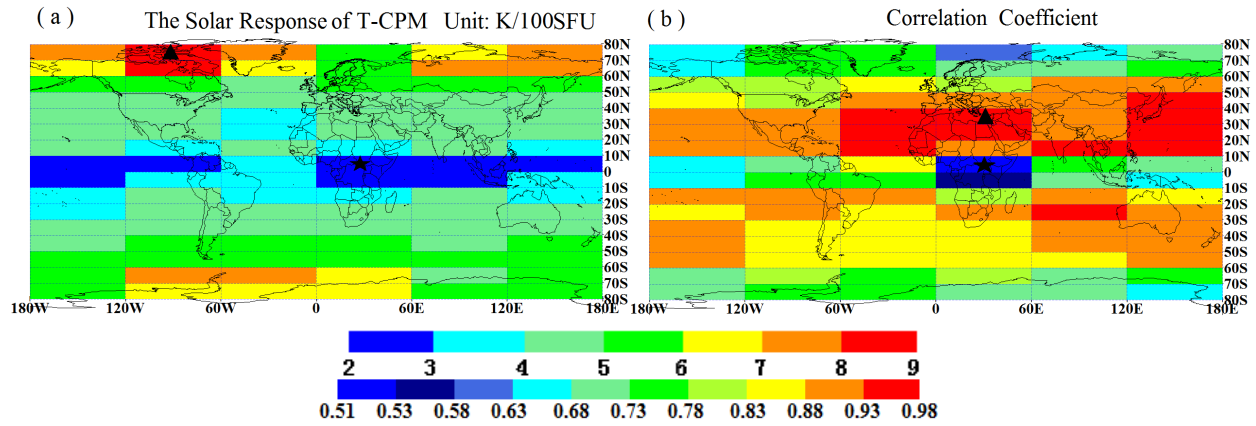 ( a ) The Solar Response of T-CPM Unit: K/100SFU
80N
70N
60N
50N
40N
30N
20N
10N
0
10S
20S
30S
40S
50S
60S
70S
80S
180W 120W 60W 0 60E 120E 180E
( b ) Correlation Coefficient
80N
70N
60N
50N
40N
30N
20N
10N
0
10S
20S
30S
40S
50S
60S
70S
80S
180W 120W 60W 0 60E 120E 180E
2 3 4 5 6 7 8 9
0.51 0.53 0.58 0.63 0.68 0.73 0.78 0.83 0.88 0.93 0.98